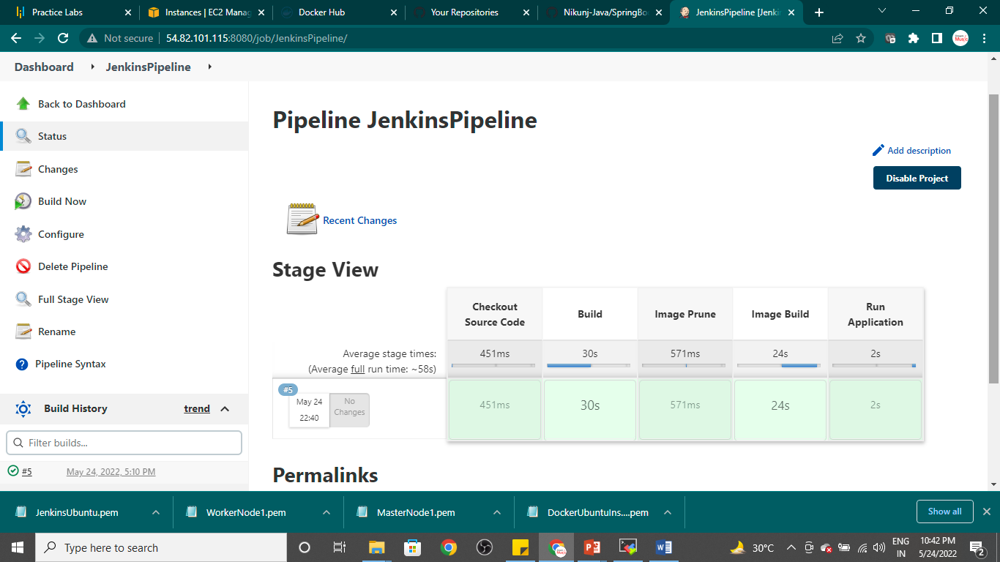 Practice Labs
Instances | EC2 Manag
Docker Hub
Your Repositories
Nikunj-Java/SpringBo
JenkinsPipeline [Jenki
Not secure
54.82.101.115:8080/job/JenkinsPipeline/
Dashboard
JenkinsPipeline
Back to Dashboard
Status
Changes
Build Now
Configure
Delete Pipeline
Full Stage View
Rename
Pipeline Syntax
Build History
trend
Filter builds...
#5
May 24, 2022, 5:10 PM
Pipeline JenkinsPipeline
Add description
Disable Project
Recent Changes
Stage View
Checkout
Source Code
Build
Image Prune
Image Build
Run
Application
Average stage times:
(Average full run time: ~58s)
451ms
30s
571ms
24s
2s
#5
May 24
22:40
No
Changes
451ms
30s
571ms
24s
2s
Permalinks
JenkinsUbuntu.pem
WorkerNode1.pem
MasterNode1.pem
DockerUbuntuIns....pem
Show all
Type here to search
30°C
ENG
IN
10:42 PM
5/24/2022
2